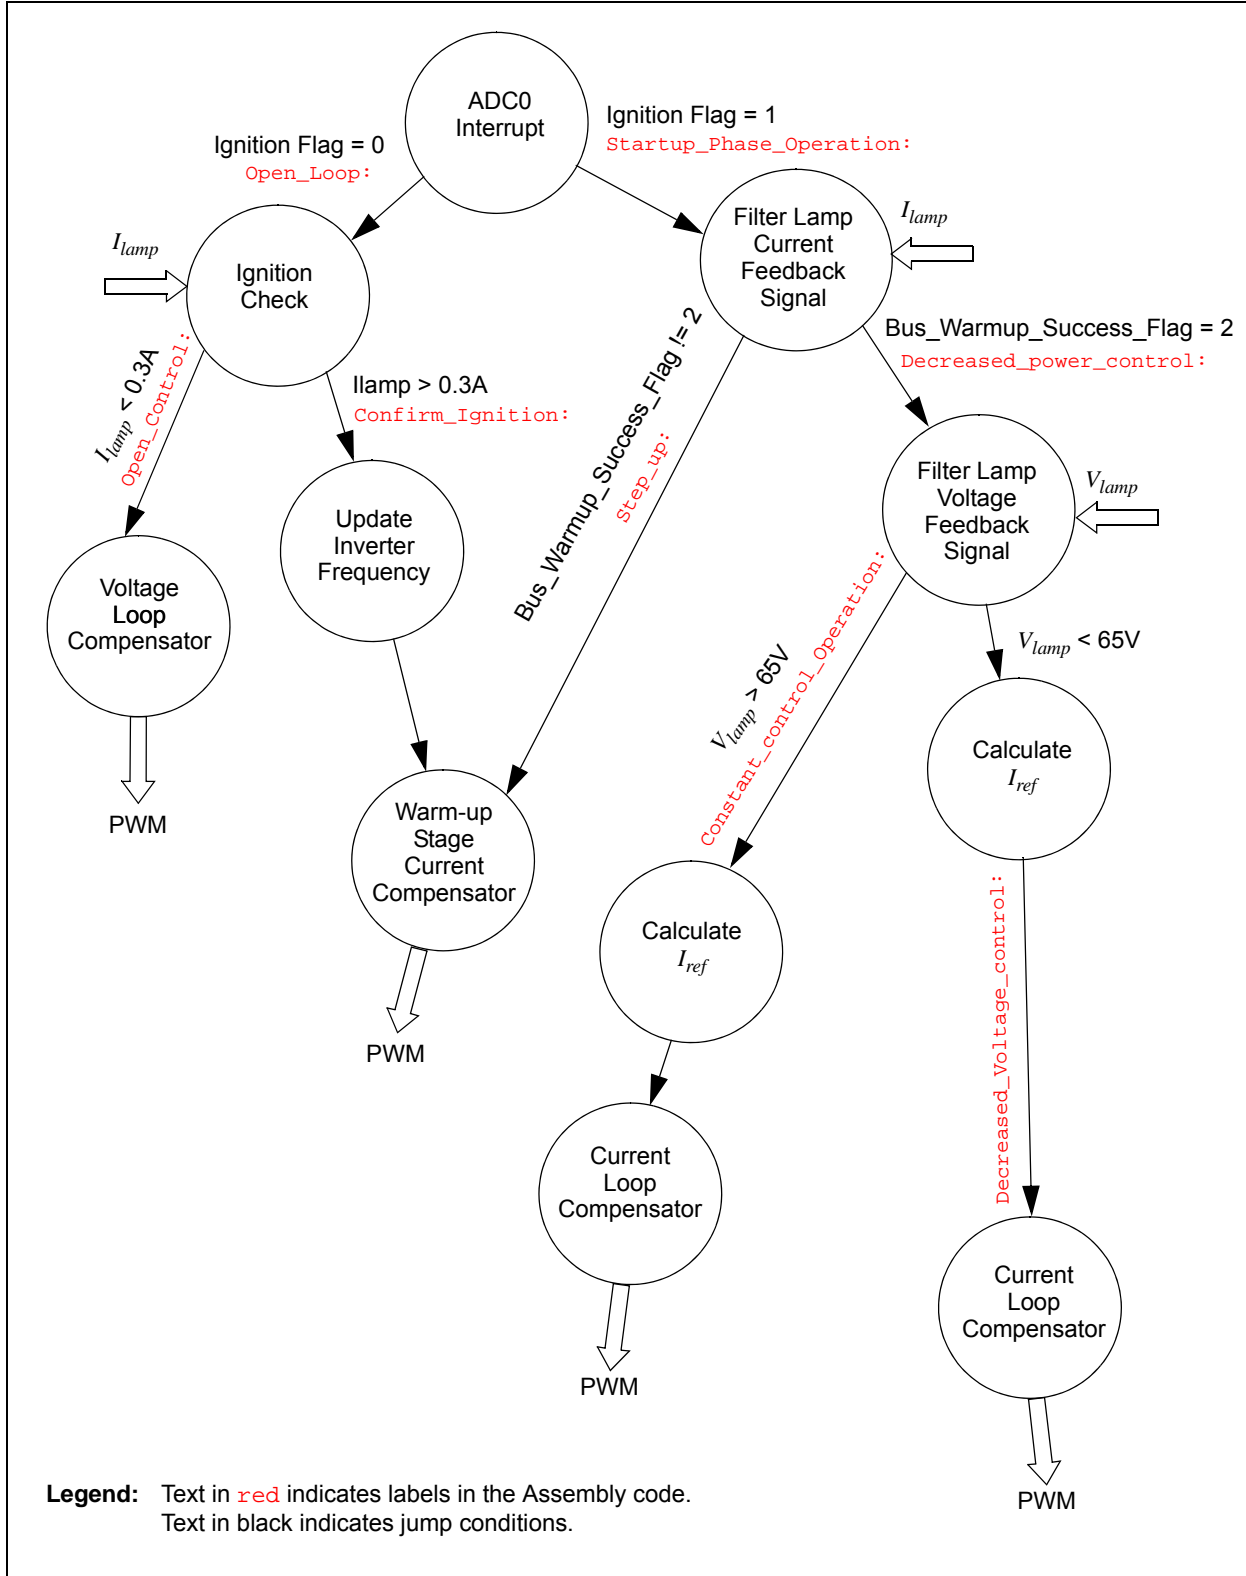 ADC0
Interrupt
Ignition Flag = 0
Open_Loop:
Ignition Flag = 1
Startup_Phase_Operation:
Ilamp
Ignition
Check
Filter Lamp
Current
Feedback
Signal
Ilamp
Ilamp < 0.3A
Open_Control:
Ilamp > 0.3A
Confirm_Ignition:
Bus_Warmup_Success_Flag != 2
Step_up:
Bus_Warmup_Success_Flag = 2
Decreased_power_control:
Filter Lamp
Voltage
Feedback
Signal
Vlamp
Update
Inverter
Frequency
Voltage
Loop
Compensator
PWM
Vlamp > 65V
Constant_control_Operation:
Vlamp < 65V
Calculate
Iref
Warm-up
Stage
Current
Compensator
PWM
Calculate
Iref
Decreased_Voltage_control:
Current
Loop
Compensator
PWM
Current
Loop
Compensator
PWM
Legend: Text in red indicates labels in the Assembly code.
Text in black indicates jump conditions.